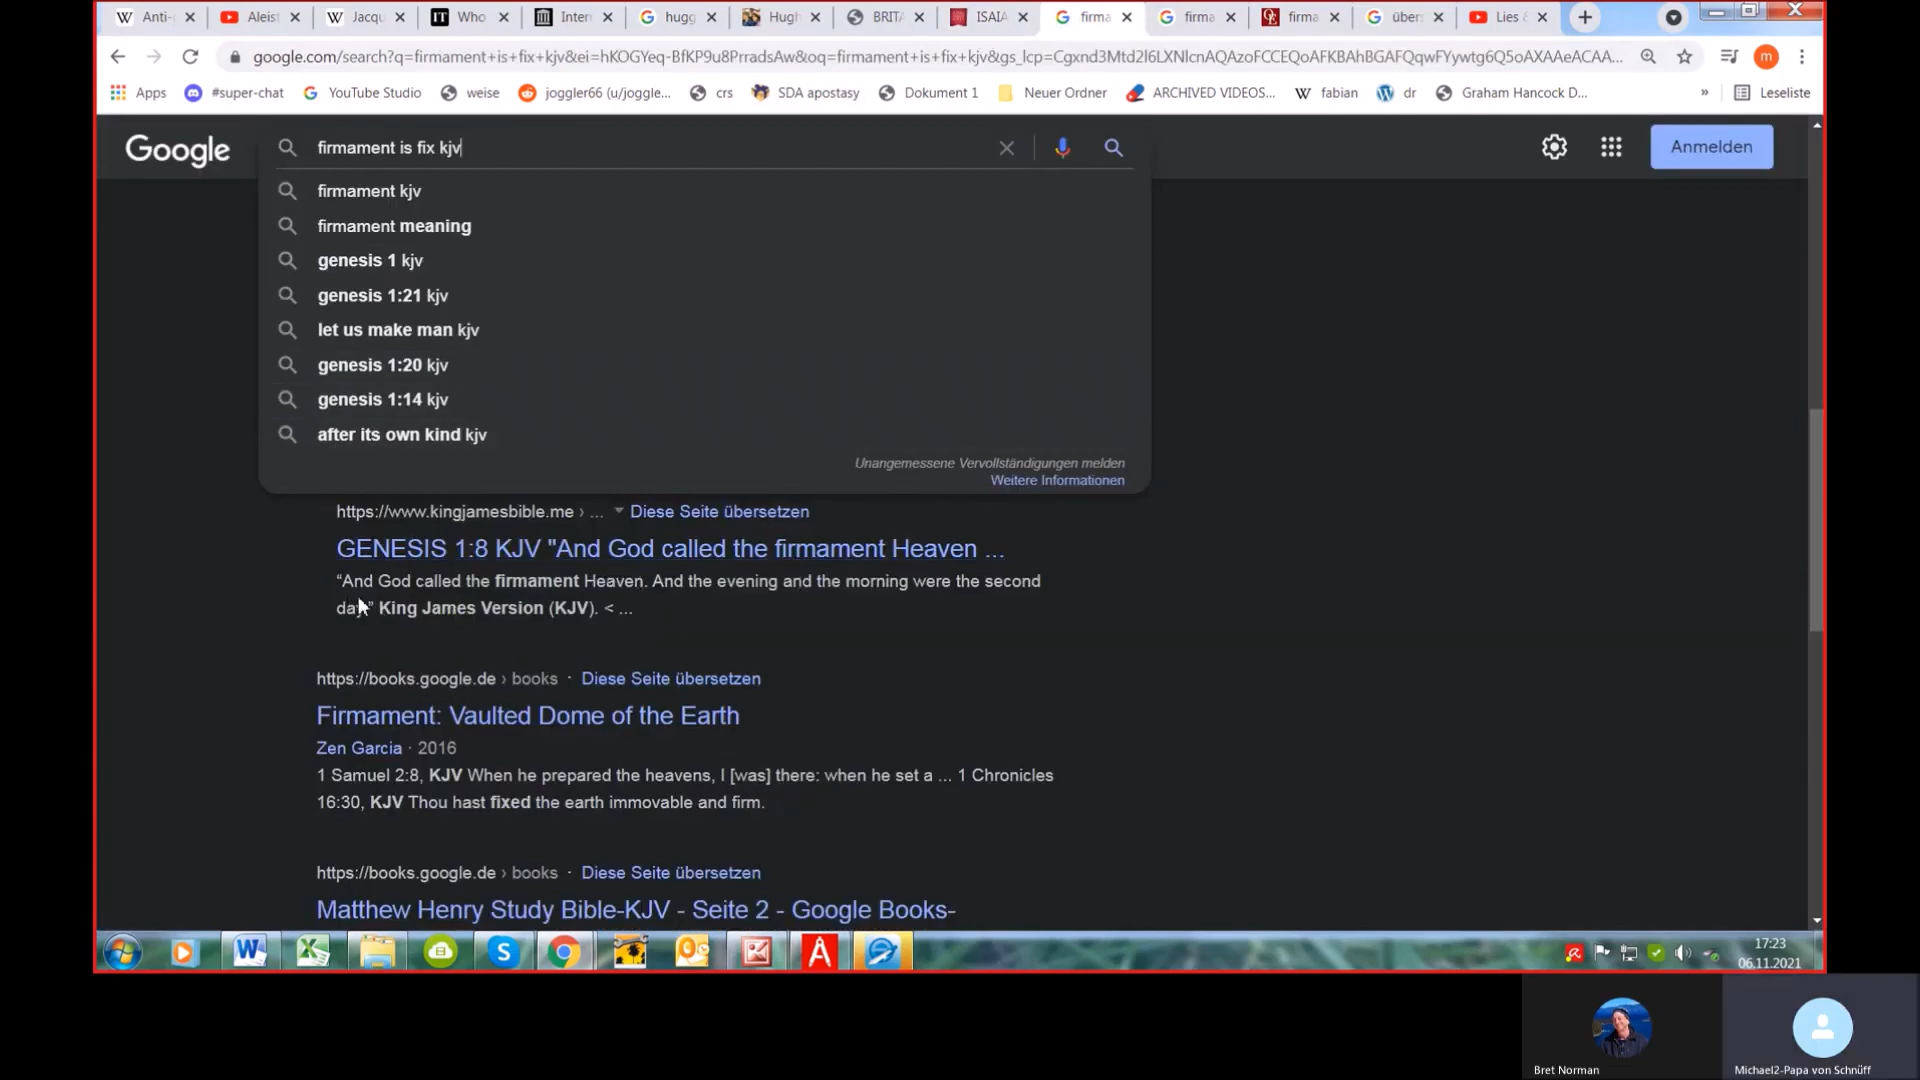 Anti-
Aleist
Jacqu
Who
Intern
hugg
Hugh
BRITA
ISAIA
firma
firma
firma
über
Lies &
google.com/search?q=firmament+is+fix+kjv&ei=hKOGYeq-BfKP9u8PrradsAw&oq=firmament+is+fix+kjv&gs_lcp=Cgxnd3Mtd2l6LXNlcnAQAzoFCCEQoAFKBAhBGAFQqwFYywtg6Q5oAXAAeACAA...
m
Apps
#super-chat
YouTube Studio
weise
joggler66 (u/joggle...
crs
SDA apostasy
Dokument 1
Neuer Ordner
ARCHIVED VIDEOS...
fabian
dr
Graham Hancock D...
»
Leseliste
Google
firmament is fix kjv
Anmelden
firmament kjv
firmament meaning
genesis 1 kjv
genesis 1:21 kjv
let us make man kjv
genesis 1:20 kjv
genesis 1:14 kjv
after its own kind kjv
Unangemessene Vervollständigungen melden
Weitere Informationen
https://www.kingjamesbible.me › ... Diese Seite übersetzen
GENESIS 1:8 KJV "And God called the firmament Heaven ...
“And God called the firmament Heaven. And the evening and the morning were the second
day.” King James Version (KJV). < ...
https://books.google.de › books · Diese Seite übersetzen
Firmament: Vaulted Dome of the Earth
Zen Garcia · 2016
1 Samuel 2:8, KJV When he prepared the heavens, I [was] there: when he set a ... 1 Chronicles
16:30, KJV Thou hast fixed the earth immovable and firm.
https://books.google.de › books · Diese Seite übersetzen
Matthew Henry Study Bible-KJV - Seite 2 - Google Books-
17:23
06.11.2021
Bret Norman
Michael2-Papa von Schnüff